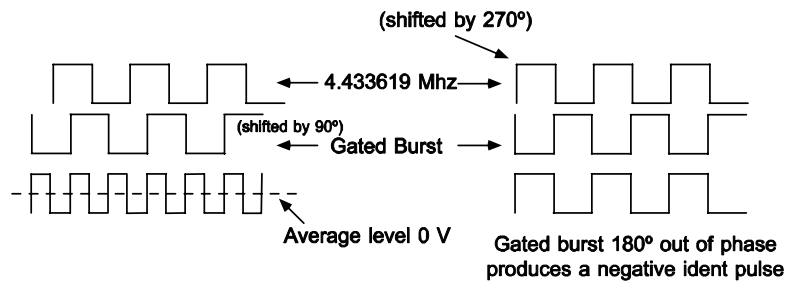 (shifted by 270º)
4.433619 Mhz
(shifted by 90º)
Gated Burst
Average level 0 V
Gated burst 180º out of phase
produces a negative ident pulse